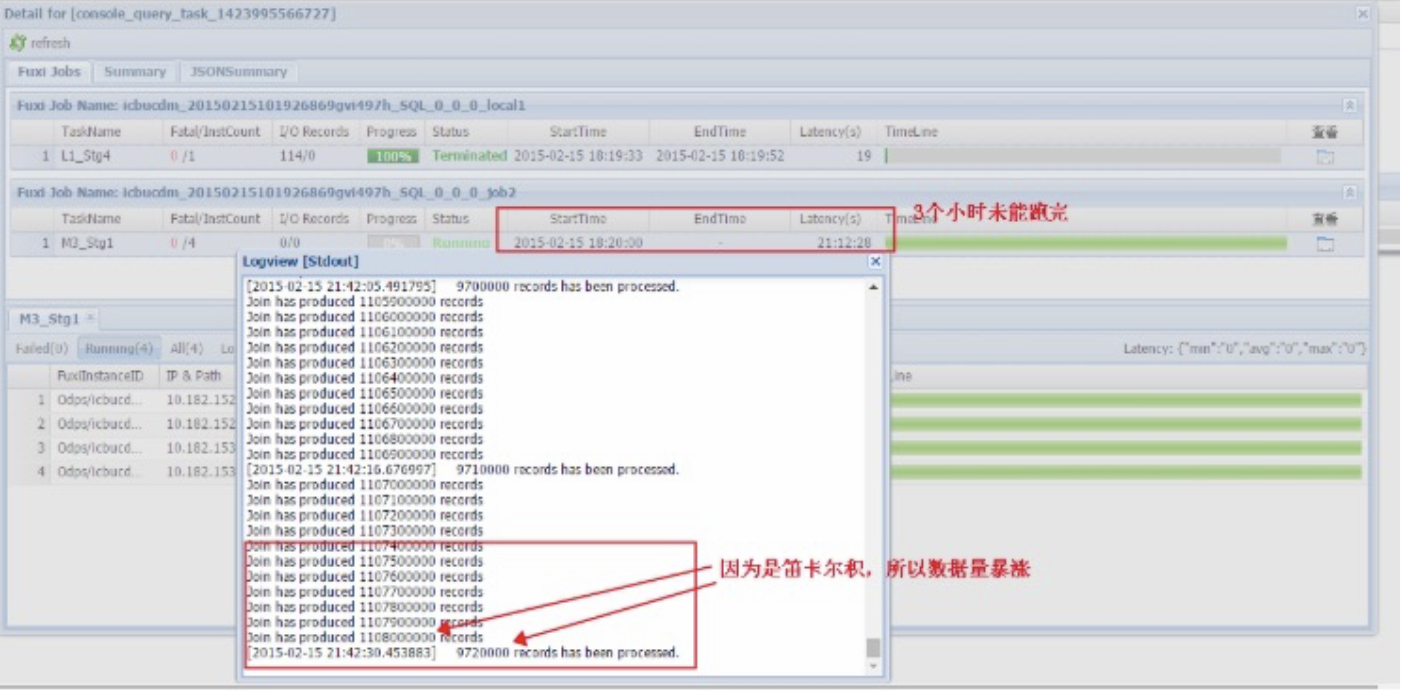 Detail for [console_query_task_1423995566727]
refresh
Fuxi Jobs Summary JSONSummary
Fuxi Job Name: icbucdm_20150215101926869gvi497h_SQL_0_0_0_local1
TaskName Fatal/InstCount I/O Records Progress Status StartTime EndTime Latency(s) TimeLine 查看
1 L1_Stg4 0 /1 114/0 100% Terminated 2015-02-15 18:19:33 2015-02-15 18:19:52 19
Fuxi Job Name: icbucdm_20150215101926869gvi497h_SQL_0_0_0_job2
TaskName Fatal/InstCount I/O Records Progress Status StartTime EndTime Latency(s) TimeLine 查看
3个小时未能跑完
1 M3_Stg1 0 /4 0/0 Running 2015-02-15 18:20:00 - 21:12:28
Logview [Stdout]
[2015-02-15 21:42:05.491795] 9700000 records has been processed.
Join has produced 1105900000 records
Join has produced 1106000000 records
Join has produced 1106100000 records
Join has produced 1106200000 records
Join has produced 1106300000 records
Join has produced 1106400000 records
Join has produced 1106500000 records
Join has produced 1106600000 records
Join has produced 1106700000 records
Join has produced 1106800000 records
Join has produced 1106900000 records
[2015-02-15 21:42:16.676997] 9710000 records has been processed.
Join has produced 1107000000 records
Join has produced 1107100000 records
Join has produced 1107200000 records
Join has produced 1107300000 records
Join has produced 1107400000 records
Join has produced 1107500000 records
Join has produced 1107600000 records
Join has produced 1107700000 records
Join has produced 1107800000 records
Join has produced 1107900000 records
Join has produced 1108000000 records
[2015-02-15 21:42:30.453883] 9720000 records has been processed.
因为是笛卡尔积，所以数据量暴涨
M3_Stg1
Failed(0) Running(4) All(4) Lo
Latency: {"min":"0","avg":"0","max":"0"}
FuxiInstanceID IP & Path ine
1 Odps/icbucd... 10.182.152
2 Odps/icbucd... 10.182.152
3 Odps/icbucd... 10.182.153
4 Odps/icbucd... 10.182.153